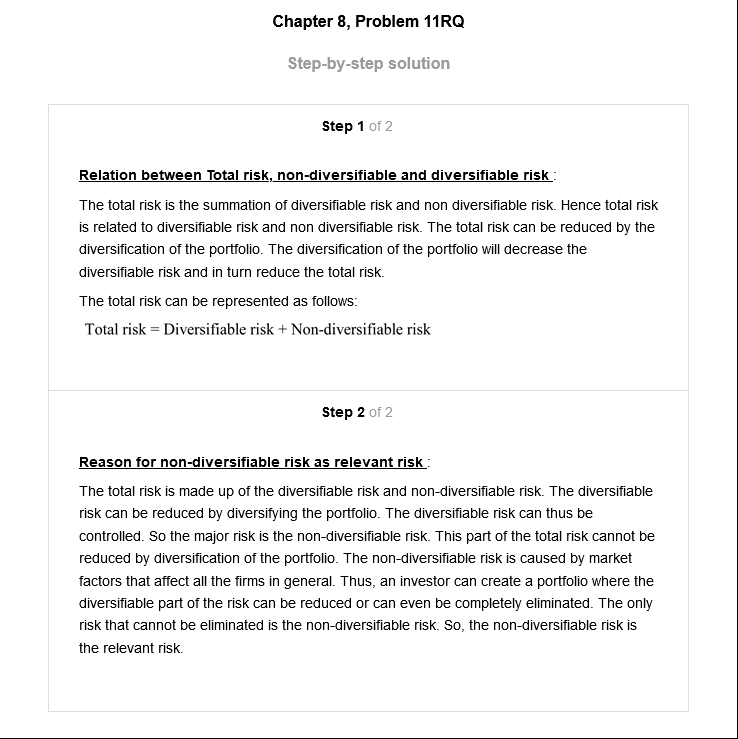 Chapter 8, Problem 11RQ
Step-by-step solution
Step 1 of 2
Relation between Total risk, non-diversifiable and diversifiable risk :
The total risk is the summation of diversifiable risk and non diversifiable risk. Hence total risk
is related to diversifiable risk and non diversifiable risk. The total risk can be reduced by the
diversification of the portfolio. The diversification of the portfolio will decrease the
diversifiable risk and in turn reduce the total risk.
The total risk can be represented as follows:
Total risk = Diversifiable risk + Non-diversifiable risk
Step 2 of 2
Reason for non-diversifiable risk as relevant risk :
The total risk is made up of the diversifiable risk and non-diversifiable risk. The diversifiable
risk can be reduced by diversifying the portfolio. The diversifiable risk can thus be
controlled. So the major risk is the non-diversifiable risk. This part of the total risk cannot be
reduced by diversification of the portfolio. The non-diversifiable risk is caused by market
factors that affect all the firms in general. Thus, an investor can create a portfolio where the
diversifiable part of the risk can be reduced or can even be completely eliminated. The only
risk that cannot be eliminated is the non-diversifiable risk. So, the non-diversifiable risk is
the relevant risk.